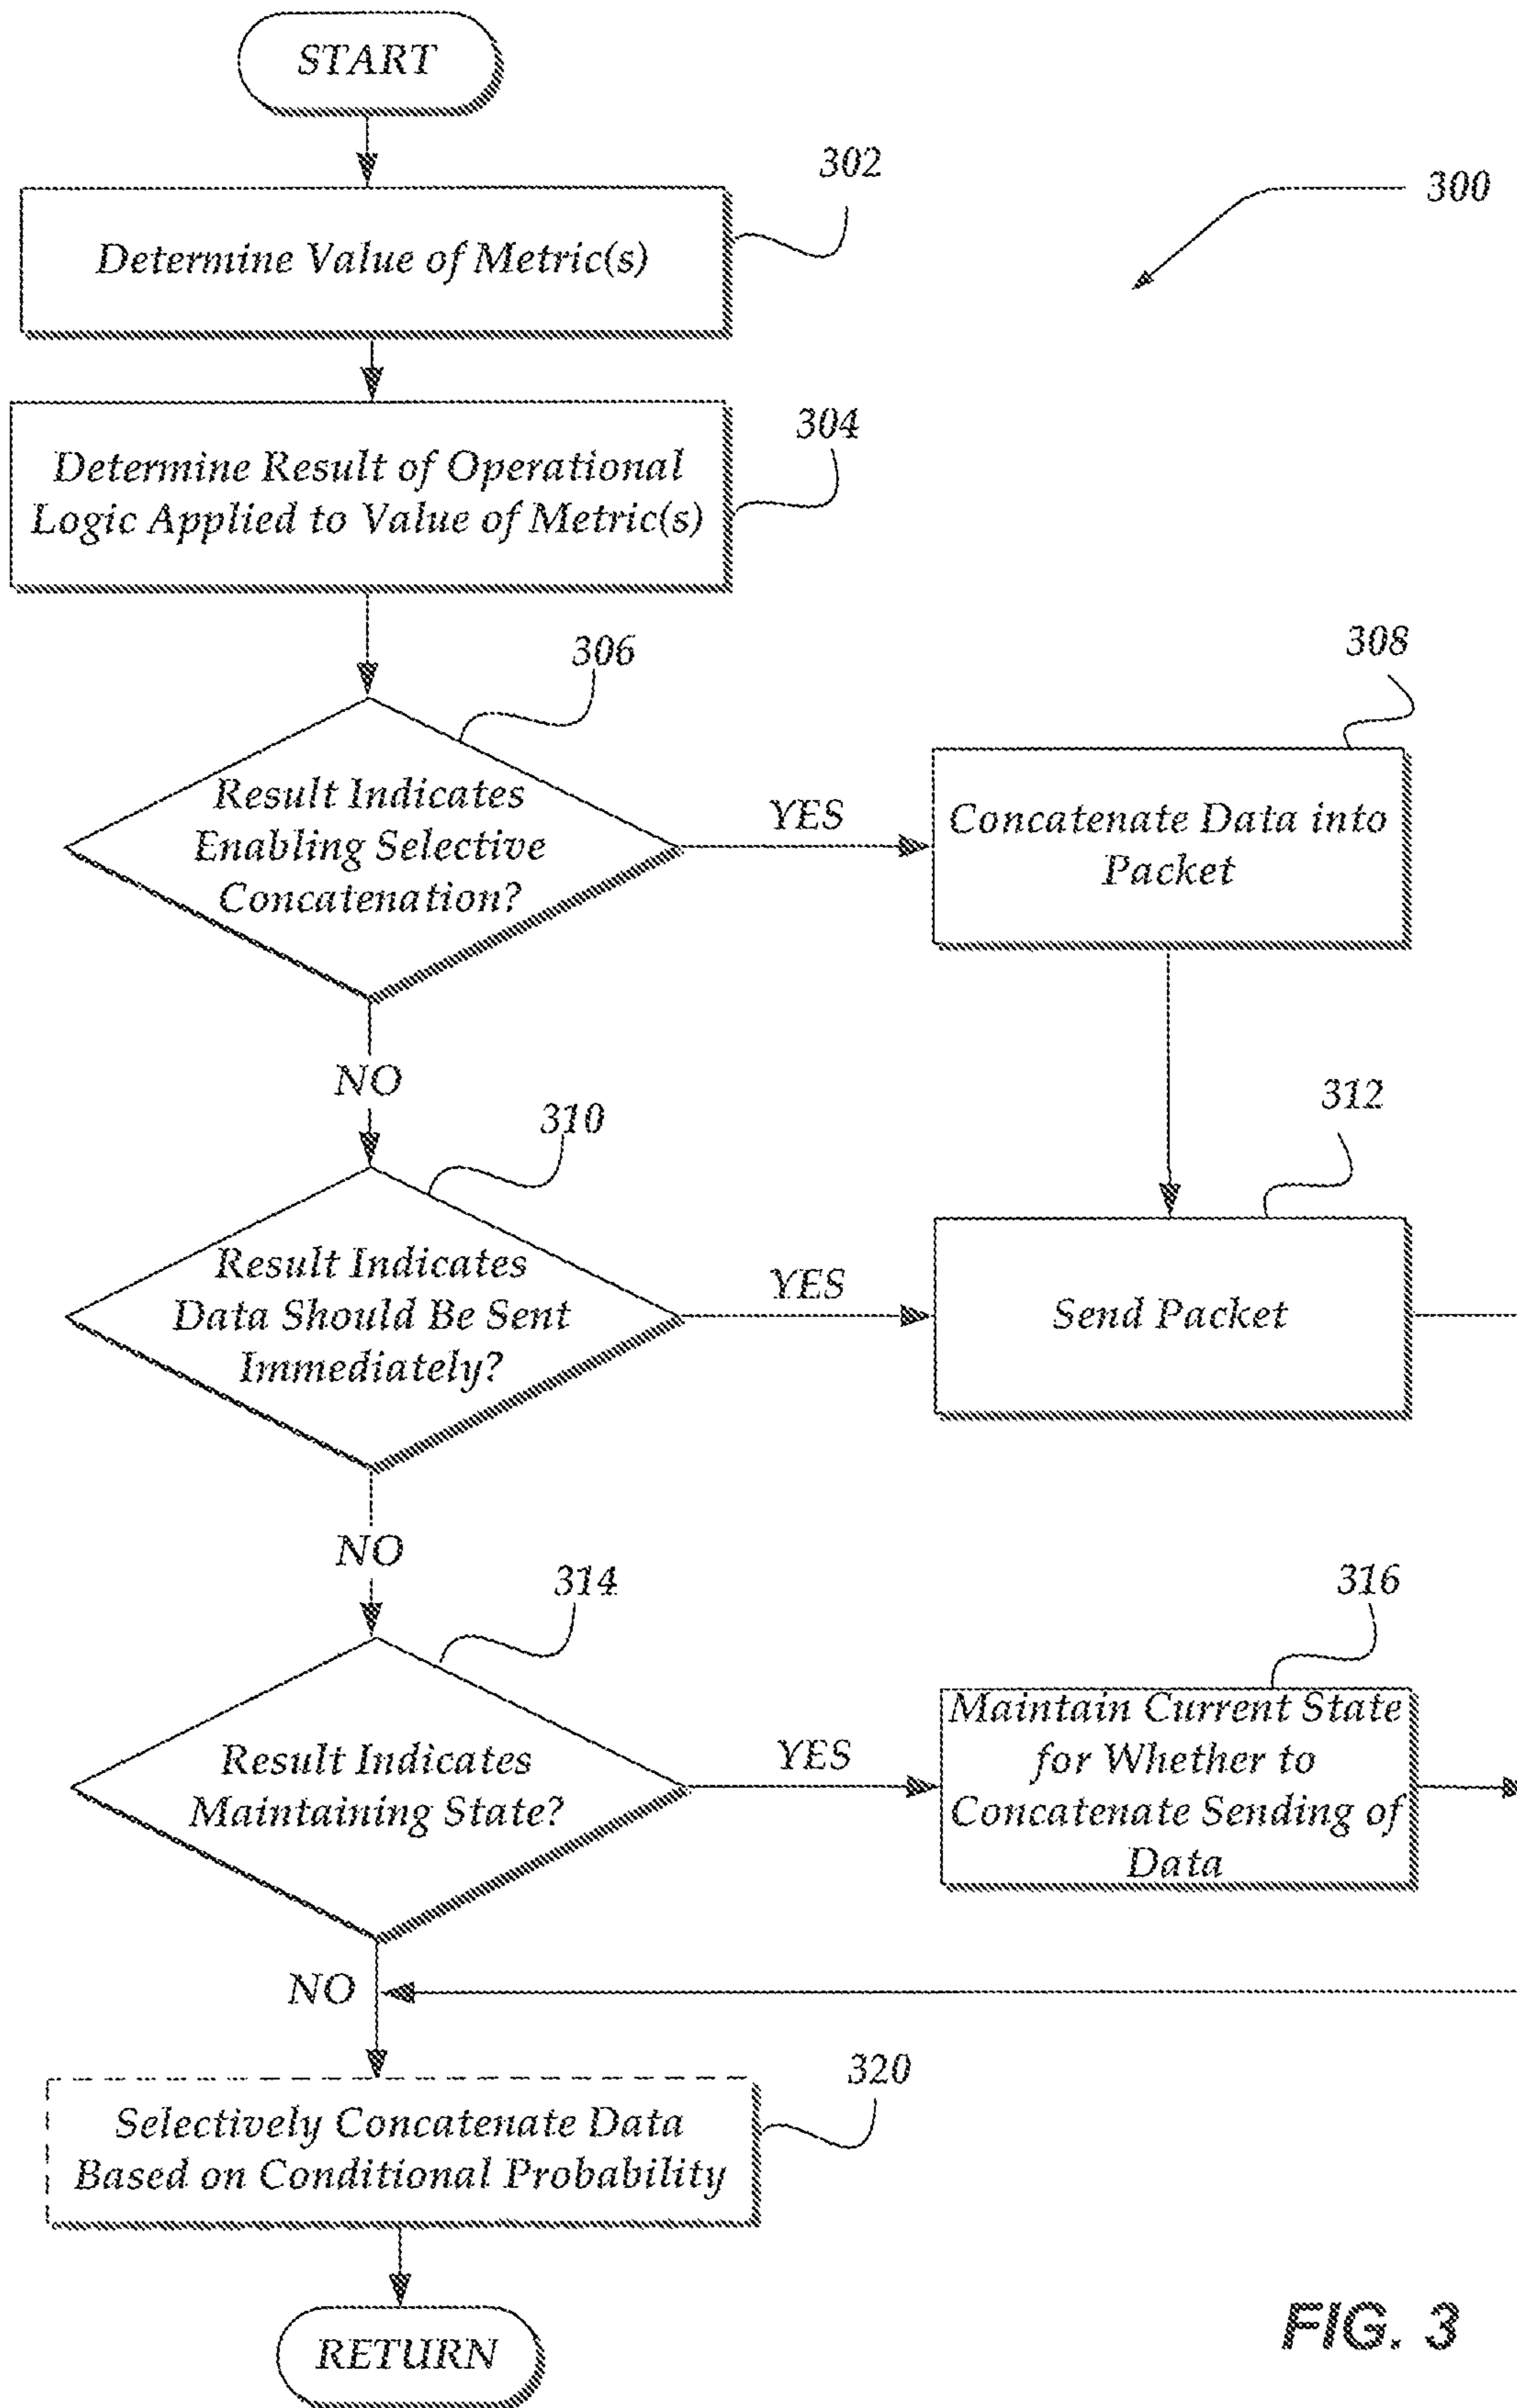 START
302
300
Determine Value of Metric(s)
304
Determine Result of Operational
Logic Applied to Value of Metric(s)
306
308
Result Indicates
Enabling Selective
Concatenation?
YES
Concatenate Data into
Packet
NO
310
312
Result Indicates
Data Should Be Sent
Immediately?
YES
Send Packet
NO
314
316
Result Indicates
Maintaining State?
YES
Maintain Current State
for Whether to
Concatenate Sending of
Data
NO
320
Selectively Concatenate Data
Based on Conditional Probability
RETURN
FIG. 3